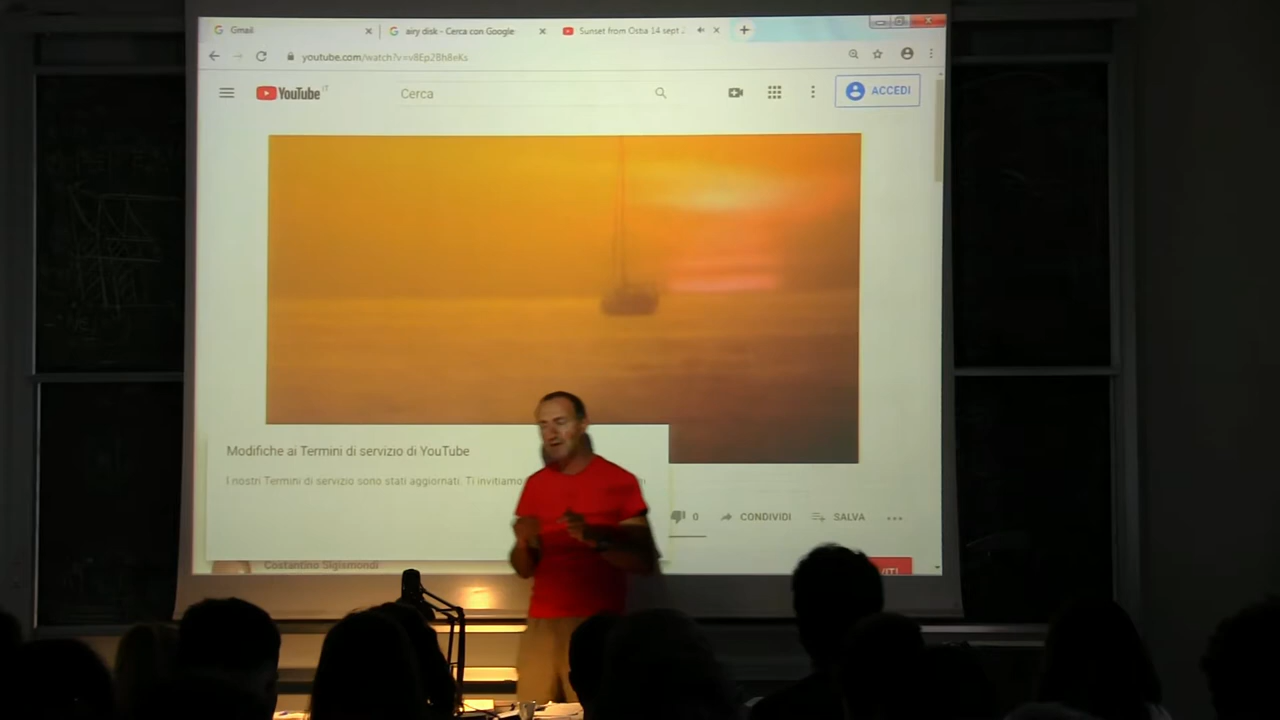 Gmail
airy disk - Cerca con Google
Sunset from Ostia 14 sept
youtube.com/watch?v=v8Ep2Bh8eKs
YouTube IT
Cerca
ACCEDI
Modifiche ai Termini di servizio di YouTube
I nostri Termini di servizio sono stati aggiornati. Ti invitiamo
0
CONDIVIDI
SALVA
Costantino Sigismondi